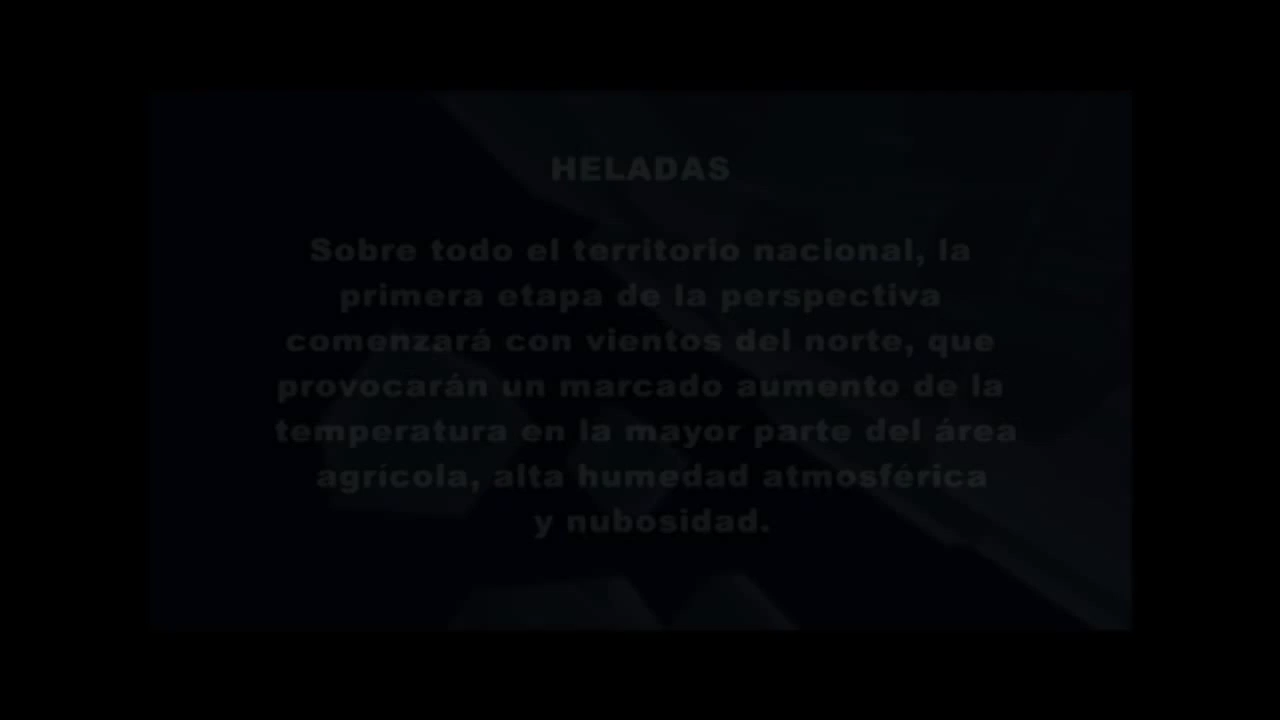 HELADAS
Sobre todo el territorio nacional, la
primera etapa de la perspectiva
comenzará con vientos del norte, que
provocarán un marcado aumento de la
temperatura en la mayor parte del área
agrícola, alta humedad atmosférica
y nubosidad.